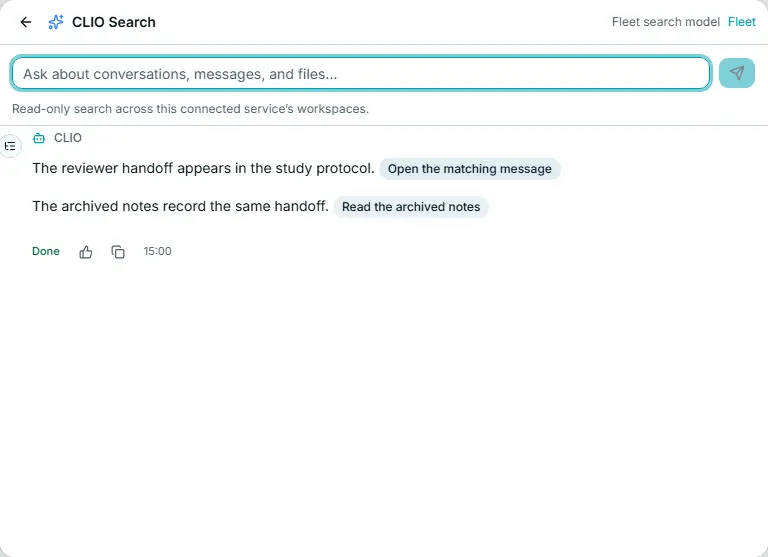 CLIO Search
Fleet search model Fleet
Ask about conversations, messages, and files...
Read-only search across this connected service's workspaces.
CLIO
The reviewer handoff appears in the study protocol. Open the matching message
The archived notes record the same handoff. Read the archived notes
Done 15:00